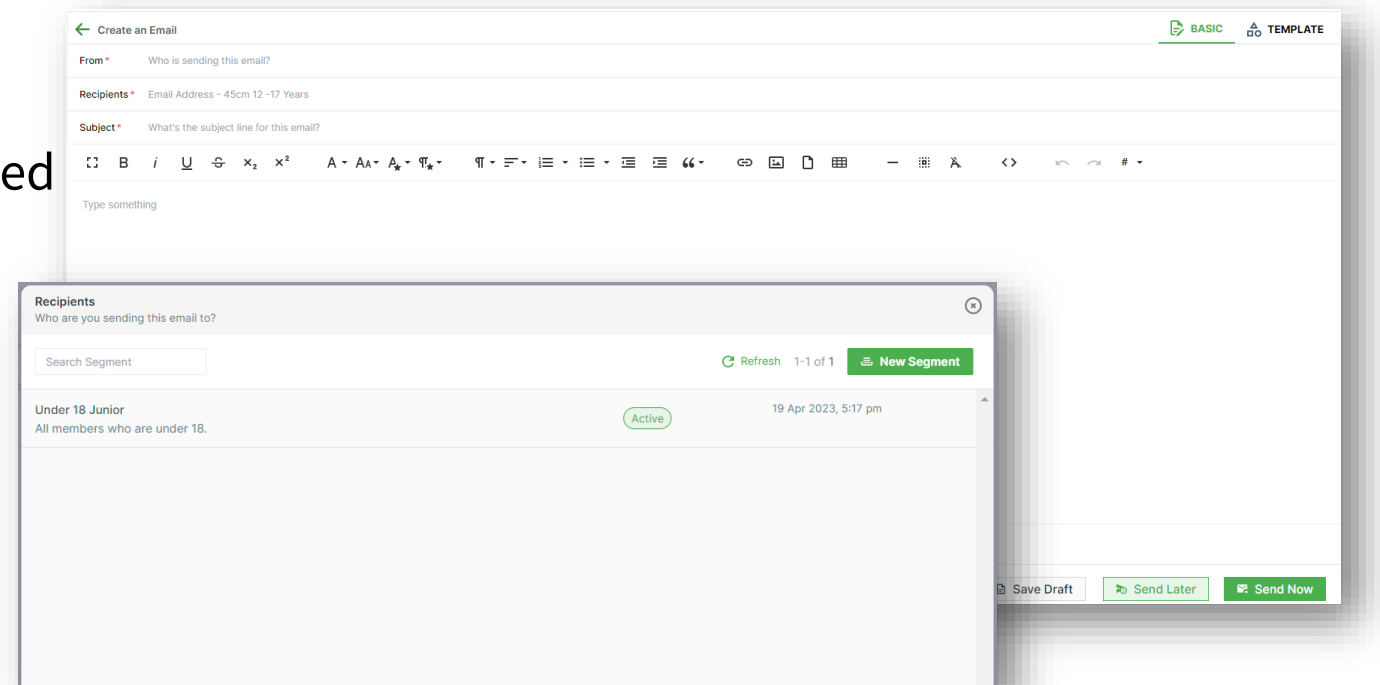 Create an Email
BASIC
TEMPLATE
From *
Who is sending this email?
Recipients *
Email Address - 45cm 12 -17 Years
Subject *
What's the subject line for this email?
ed
Type something
Recipients
Who are you sending this email to?
Search Segment
Refresh
1-1 of 1
New Segment
Under 18 Junior
All members who are under 18.
Active
19 Apr 2023, 5:17 pm
Save Draft
Send Later
Send Now